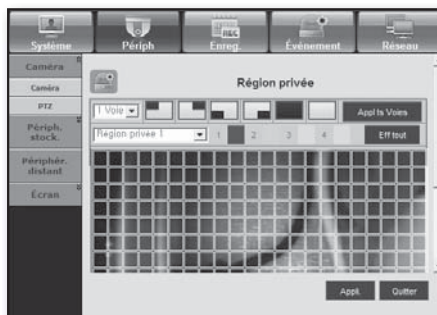 Système Périph Enreg. Événement Réseau
Caméra
Caméra
PTZ
Périph. stock.
Périphér. distant
Écran
Région privée
1 Voie Appl ts Voies
Région privée 1 1 2 3 4 Eff tout
Appl. Quitter